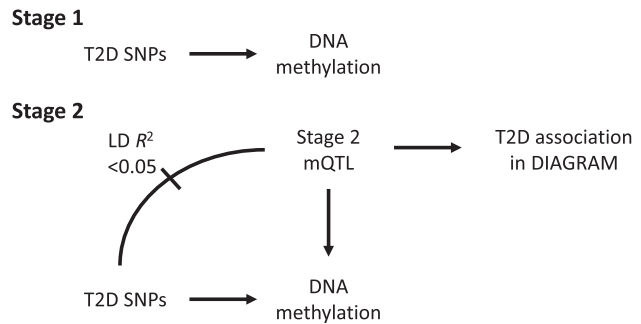 Stage 1
T2D SNPs
DNA
methylation
Stage 2
LD R²
<0.05
Stage 2
mQTL
T2D association
in DIAGRAM
T2D SNPs
DNA
methylation